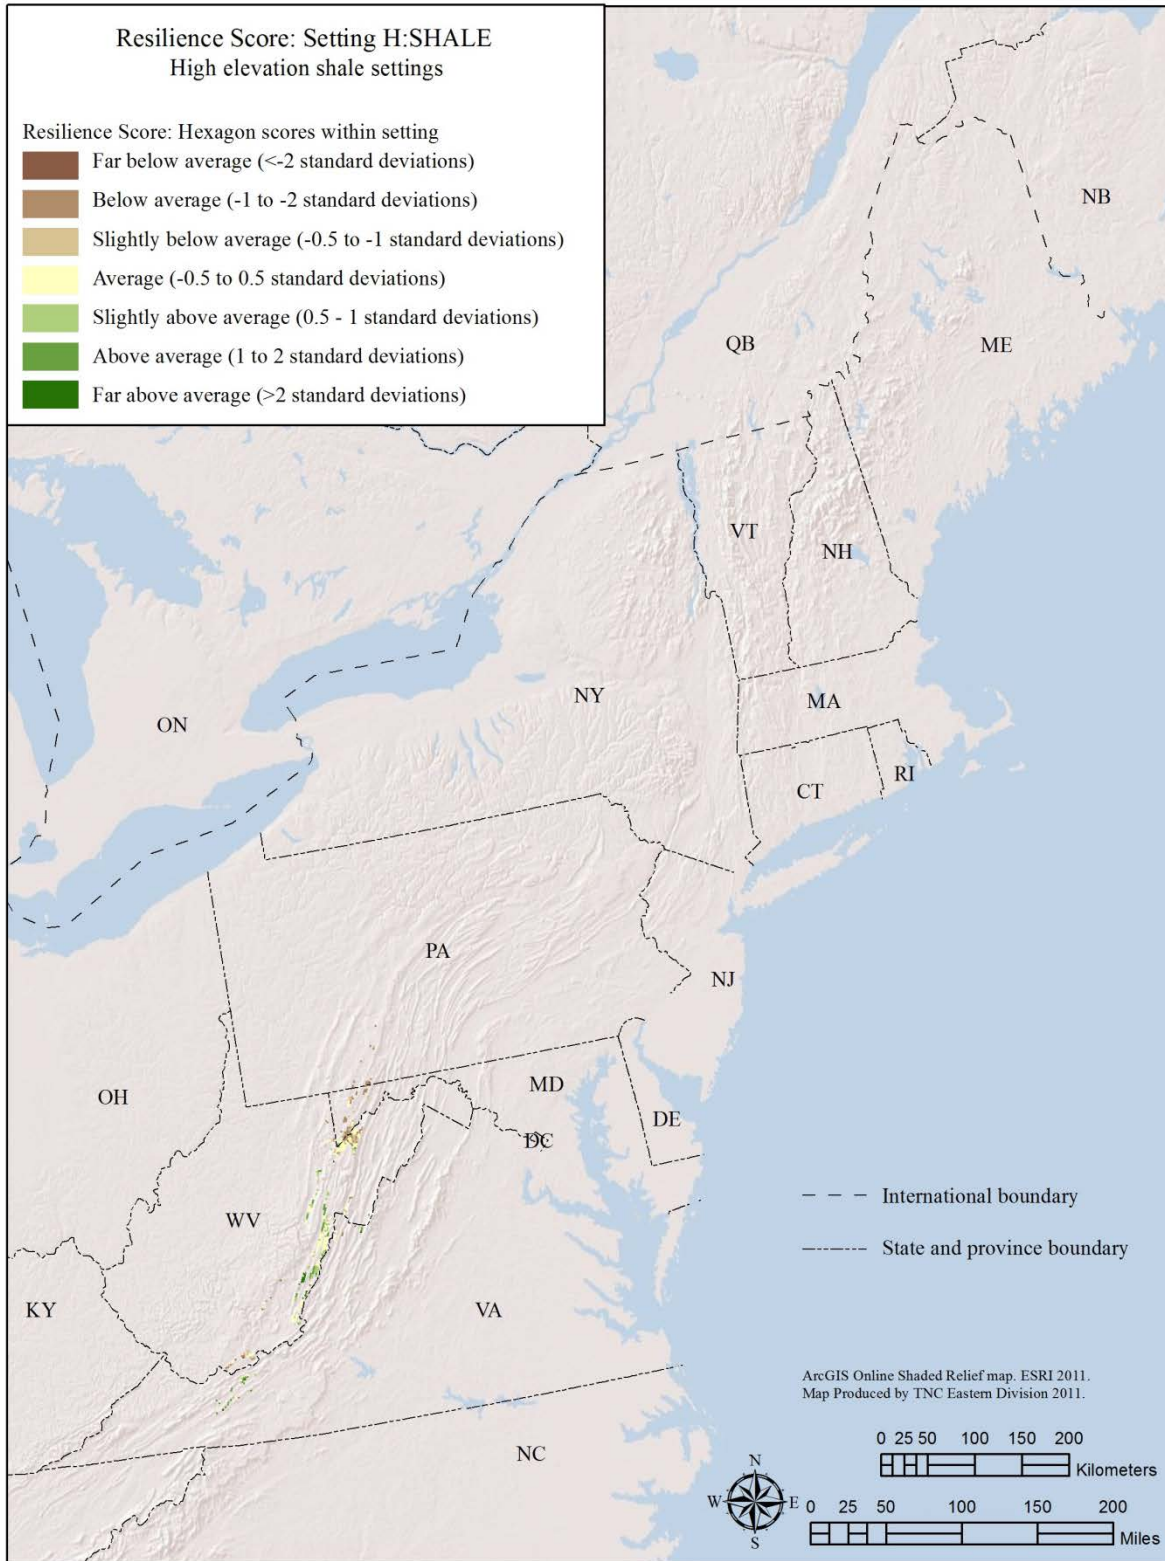 Resilience Score: Setting H:SHALE
High elevation shale settings
Resilience Score: Hexagon scores within setting
Far below average (<-2 standard deviations)
Below average (-1 to -2 standard deviations)
Slightly below average (-0.5 to -1 standard deviations)
Average (-0.5 to 0.5 standard deviations)
Slightly above average (0.5 - 1 standard deviations)
Above average (1 to 2 standard deviations)
Far above average (>2 standard deviations)
NB
QB
ME
VT
NH
NY
MA
ON
CT
RI
PA
NJ
OH
MD
DE
DC
WV
KY
VA
NC
International boundary
State and province boundary
ArcGIS Online Shaded Relief map. ESRI 2011.
Map Produced by TNC Eastern Division 2011.
0 25 50 100 150 200
Kilometers
N
W E
S
0 25 50 100 150 200
Miles